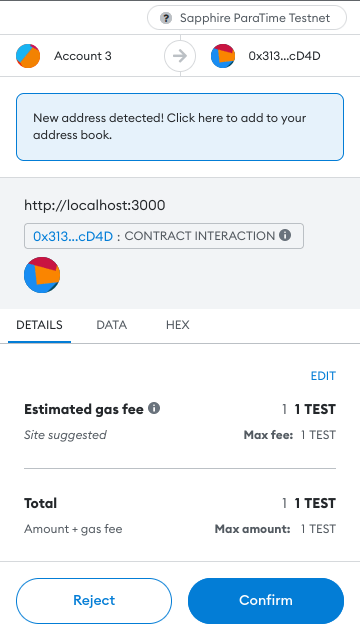 Sapphire ParaTime Testnet
Account 3
0x313...cD4D
New address detected! Click here to add to your
address book.
http://localhost:3000
0x313...cD4D : CONTRACT INTERACTION
DETAILS DATA HEX
EDIT
Estimated gas fee 1 1 TEST
Site suggested Max fee: 1 TEST
Total 1 1 TEST
Amount + gas fee Max amount: 1 TEST
Reject Confirm